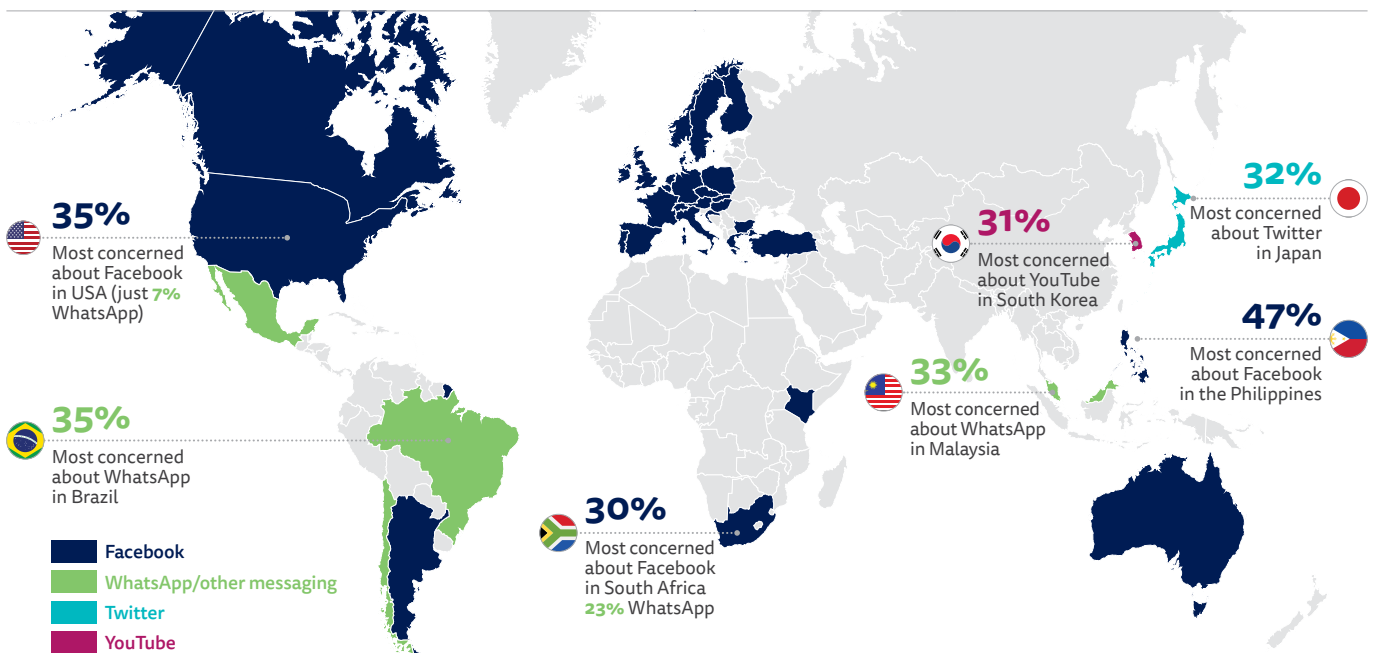 35%
Most concerned
about Facebook
in USA (just 7%
WhatsApp)
35%
Most concerned
about WhatsApp
in Brazil
30%
Most concerned
about Facebook
in South Africa
23% WhatsApp
31%
Most concerned
about YouTube
in South Korea
33%
Most concerned
about WhatsApp
in Malaysia
32%
Most concerned
about Twitter
in Japan
47%
Most concerned
about Facebook
in the Philippines
Facebook
WhatsApp/other messaging
Twitter
YouTube